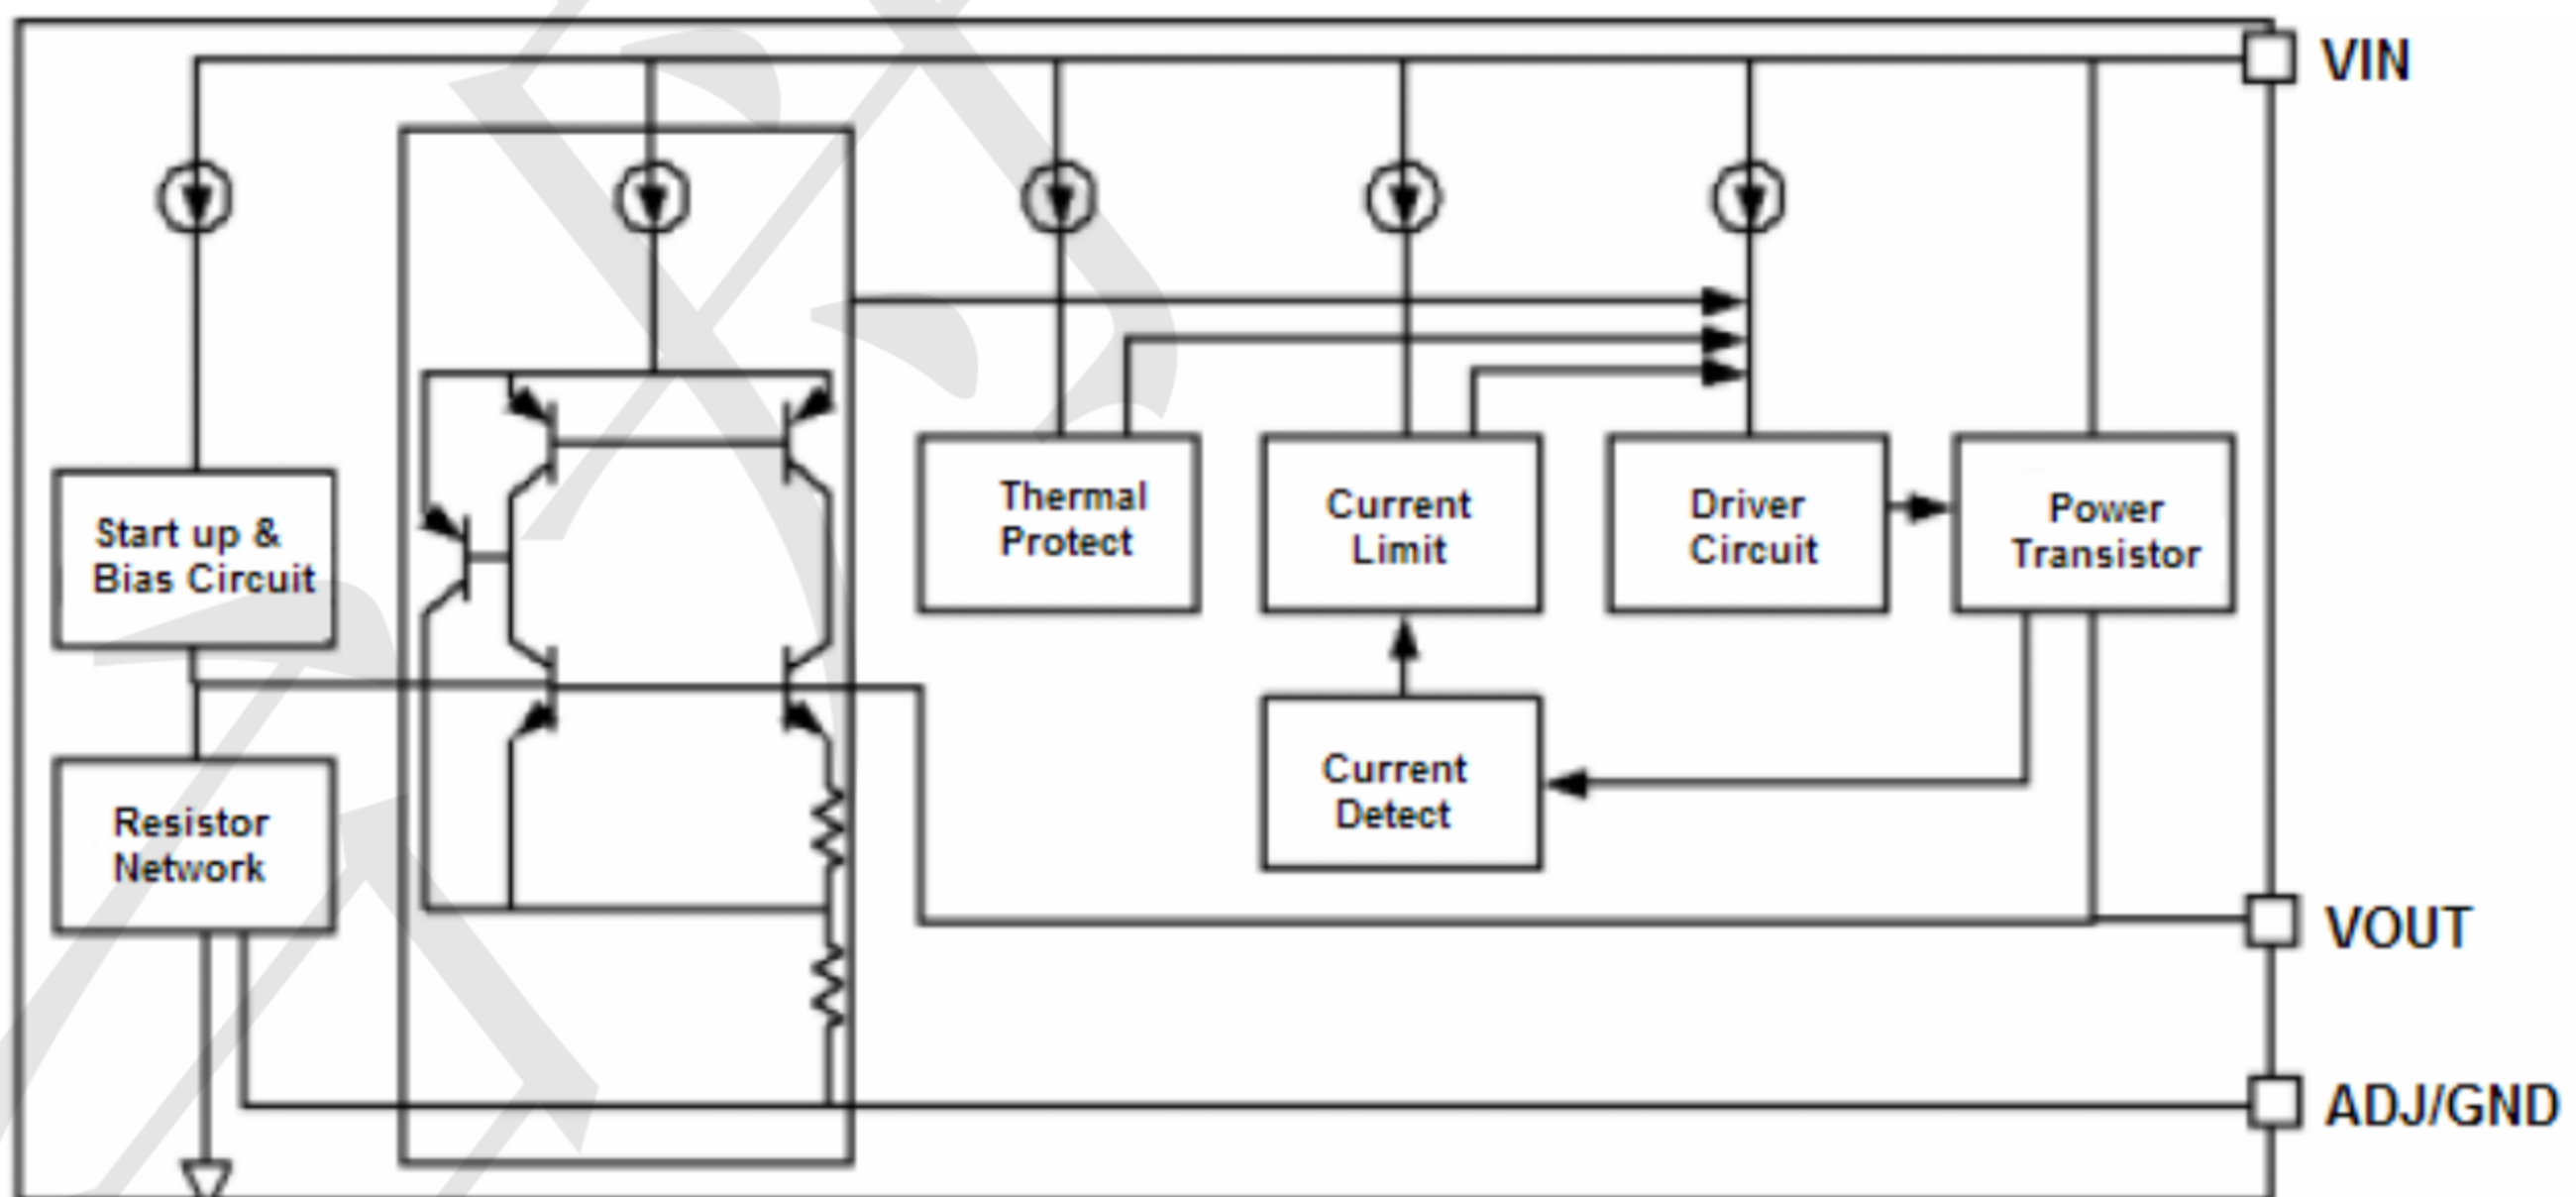 VIN
Thermal
Protect
Current
Limit
Driver
Circuit
Power
Transistor
Start up &
Bias Circuit
Current
Detect
Resistor
Network
VOUT
ADJ/GND